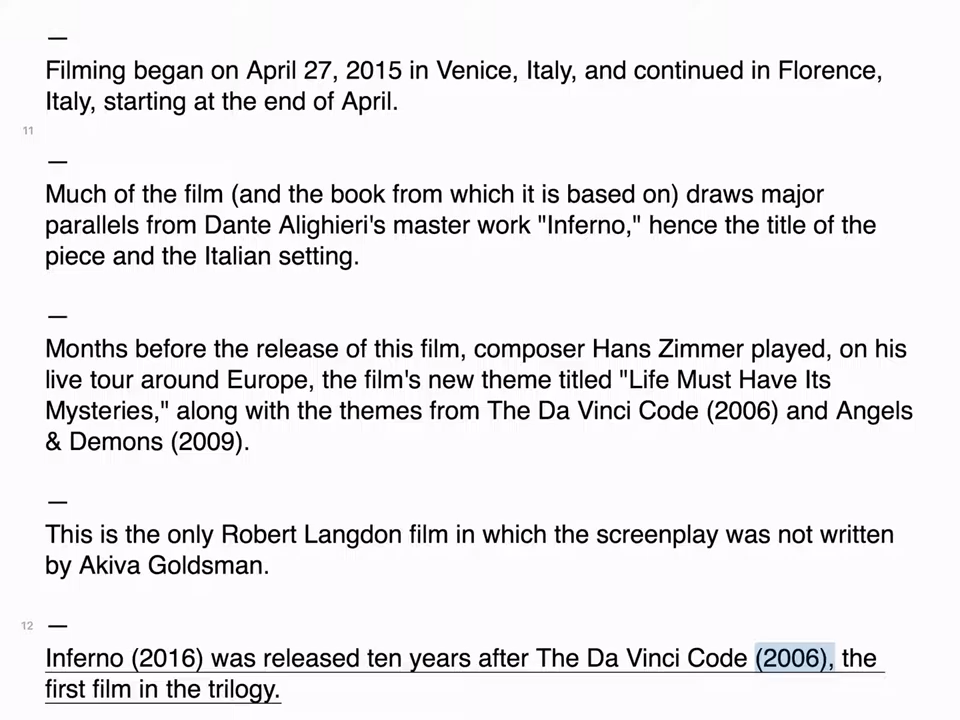 —
Filming began on April 27, 2015 in Venice, Italy, and continued in Florence,
Italy, starting at the end of April.
11
—
Much of the film (and the book from which it is based on) draws major
parallels from Dante Alighieri's master work "Inferno," hence the title of the
piece and the Italian setting.
—
Months before the release of this film, composer Hans Zimmer played, on his
live tour around Europe, the film's new theme titled "Life Must Have Its
Mysteries," along with the themes from The Da Vinci Code (2006) and Angels
& Demons (2009).
—
This is the only Robert Langdon film in which the screenplay was not written
by Akiva Goldsman.
12 —
Inferno (2016) was released ten years after The Da Vinci Code (2006), the
first film in the trilogy.